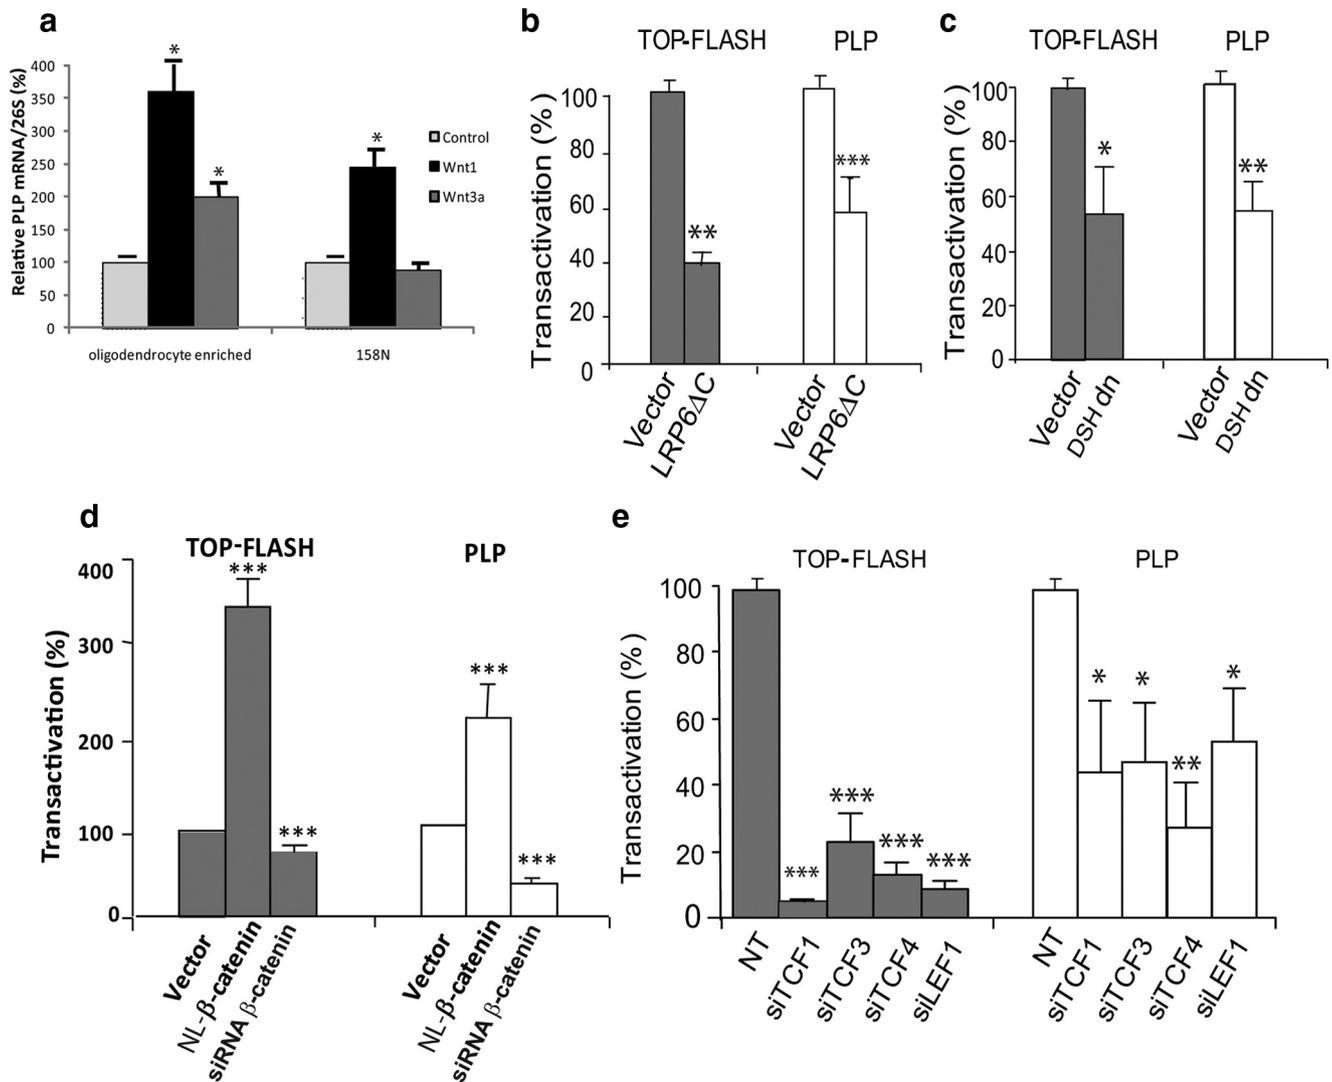 a
Relative PLP mRNA/26S (%)
400
350
300
250
200
150
100
50
0
*
*
*
Control
Wnt1
Wnt3a
oligodendrocyte enriched
158N
b
TOP-FLASH
PLP
Transactivation (%)
100
80
60
40
20
0
**
***
Vector
LRP6ΔC
Vector
LRP6ΔC
c
TOP-FLASH
PLP
Transactivation (%)
100
80
60
40
20
0
*
**
Vector
DSH dn
Vector
DSH dn
d
TOP-FLASH
PLP
Transactivation (%)
400
300
200
100
0
***
***
***
***
Vector
NL-β-catenin
siRNA β-catenin
Vector
NL-β-catenin
siRNA β-catenin
e
TOP-FLASH
PLP
Transactivation (%)
100
80
60
40
20
0
***
***
***
***
*
*
**
*
NT
siTCF1
siTCF3
siTCF4
siLEF1
NT
siTCF1
siTCF3
siTCF4
siLEF1